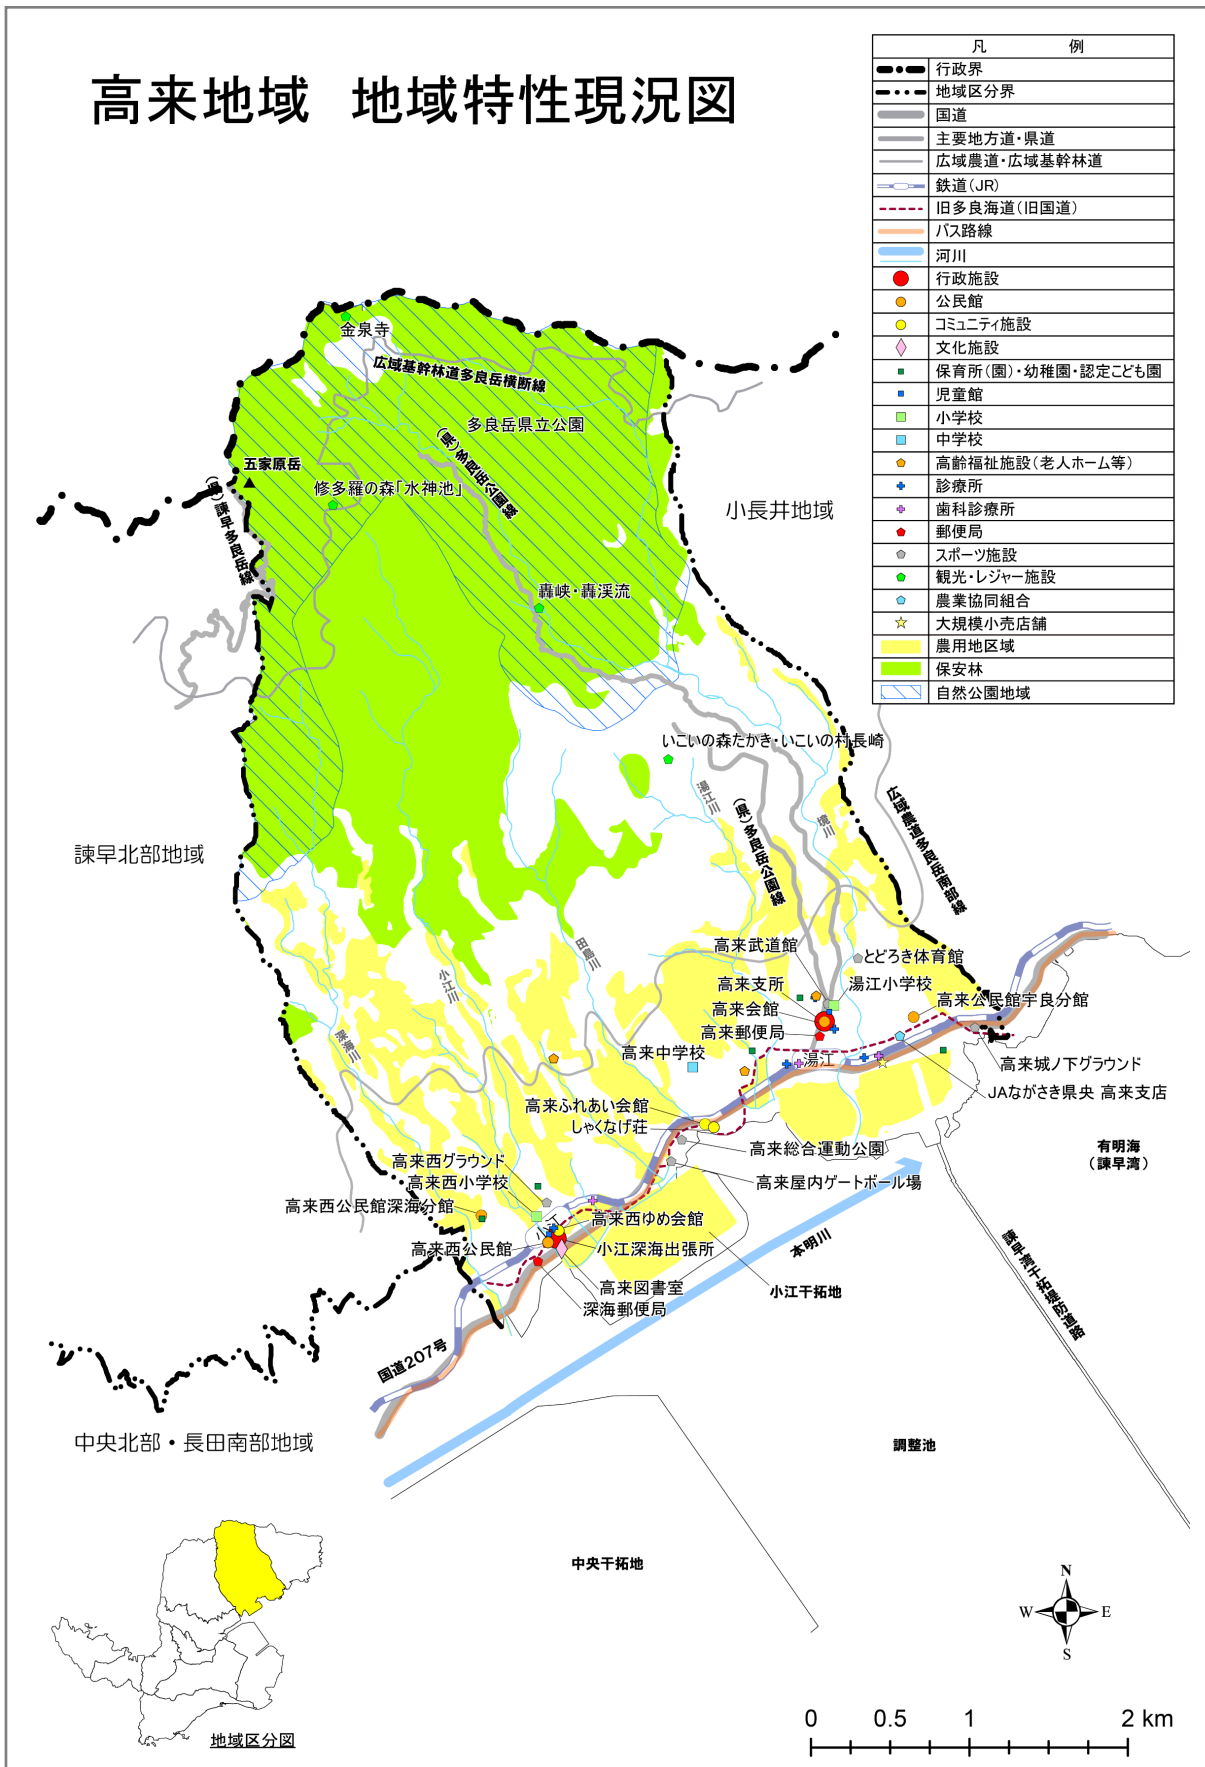 高来地域　地域特性現況図
凡　例
行政界
地域区分界
国道
主要地方道・県道
広域農道・広域基幹林道
鉄道(JR)
旧多良海道(旧国道)
バス路線
河川
行政施設
公民館
コミュニティ施設
文化施設
保育所(園)・幼稚園・認定こども園
児童館
小学校
中学校
高齢福祉施設(老人ホーム等)
診療所
歯科診療所
郵便局
スポーツ施設
観光・レジャー施設
農業協同組合
大規模小売店舗
農用地区域
保安林
自然公園地域
金泉寺
広域基幹林道多良岳横断線
多良岳県立公園
(県)多良岳公園線
五家原岳
修多羅の森「水神池」
(県)諫早多良岳線
小長井地域
轟峡・轟渓流
いこいの森たかき・いこいの村長崎
湯江川
(県)多良岳公園線
境川
広域農道多良岳南部線
諫早北部地域
高来武道館
とどろき体育館
田島川
小江川
深海川
高来支所
湯江小学校
高来会館
高来公民館宇良分館
高来郵便局
高来中学校
湯江
高来城ノ下グラウンド
JAながさき県央 高来支店
高来ふれあい会館
しゃくなげ荘
高来総合運動公園
有明海
(諫早湾)
高来西グラウンド
高来西小学校
高来屋内ゲートボール場
高来西公民館深海分館
小江
高来西ゆめ会館
高来西公民館
小江深海出張所
本明川
諫早湾干拓堤防道路
高来図書室
小江干拓地
深海郵便局
国道207号
中央北部・長田南部地域
調整池
中央干拓地
N
W
E
S
地域区分図
0
0.5
1
2 km